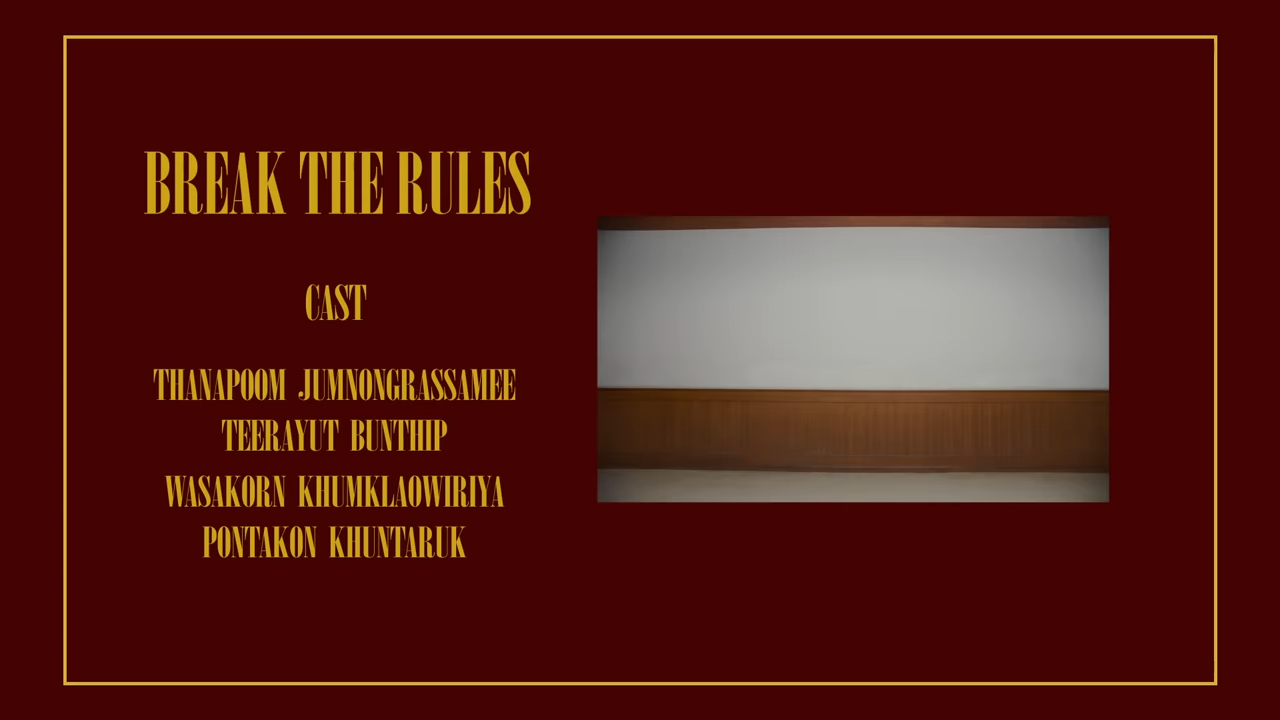 BREAK THE RULES
CAST
THANAPOOM JUMNONGRASSAMEE
TEERAYUT BUNTHIP
WASAKORN KHUMKLAOWIRIYA
PONTAKON KHUNTARUK